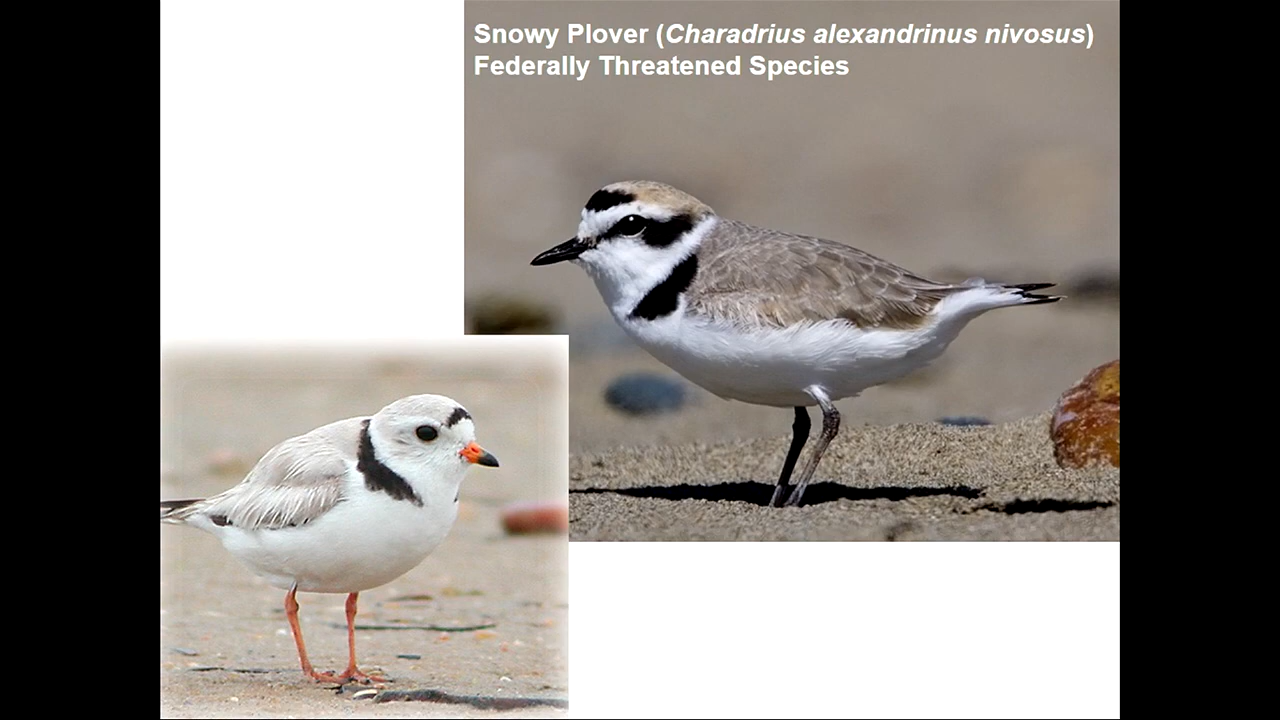 Snowy Plover (Charadrius alexandrinus nivosus)
Federally Threatened Species